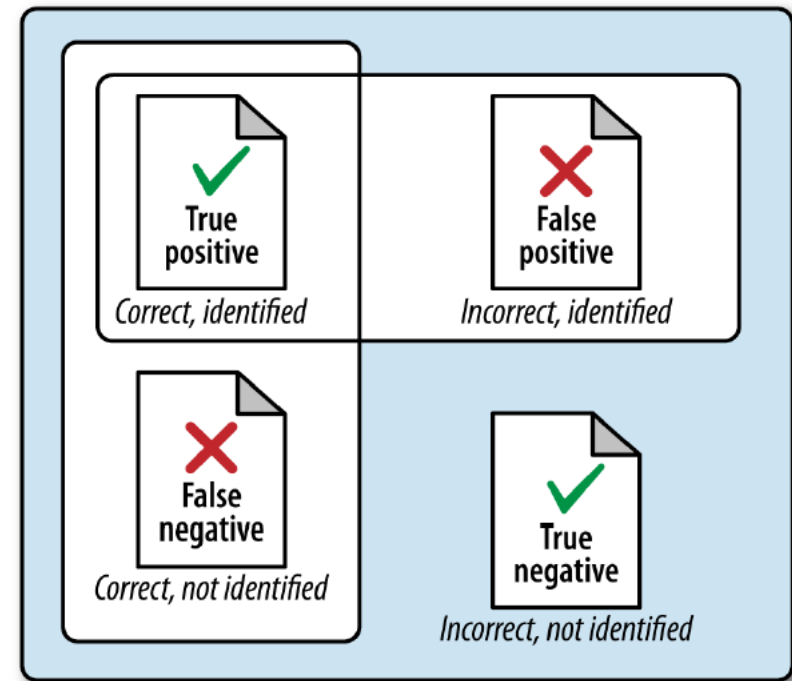 True
positive
Correct, identified
False
positive
Incorrect, identified
False
negative
Correct, not identified
True
negative
Incorrect, not identified